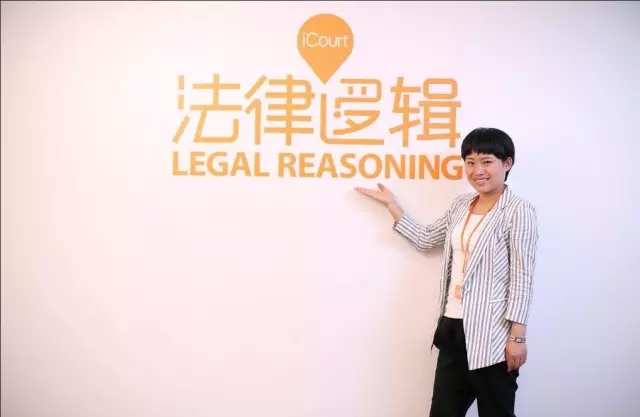 iCourt
法律逻辑
LEGAL REASONING